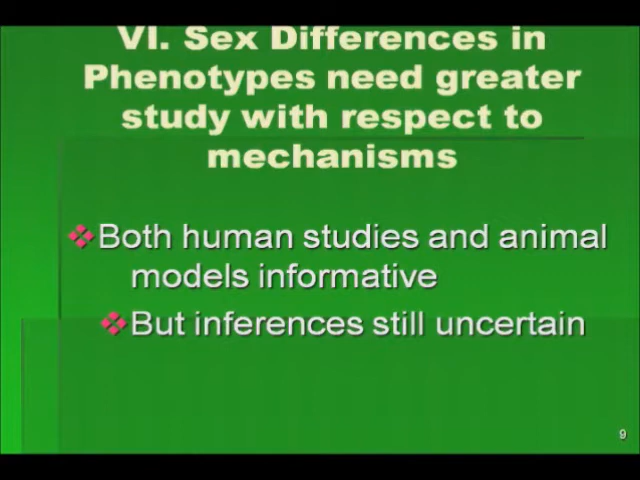 VI. Sex Differences in
Phenotypes need greater
study with respect to
mechanisms
Both human studies and animal
models informative
But inferences still uncertain
9